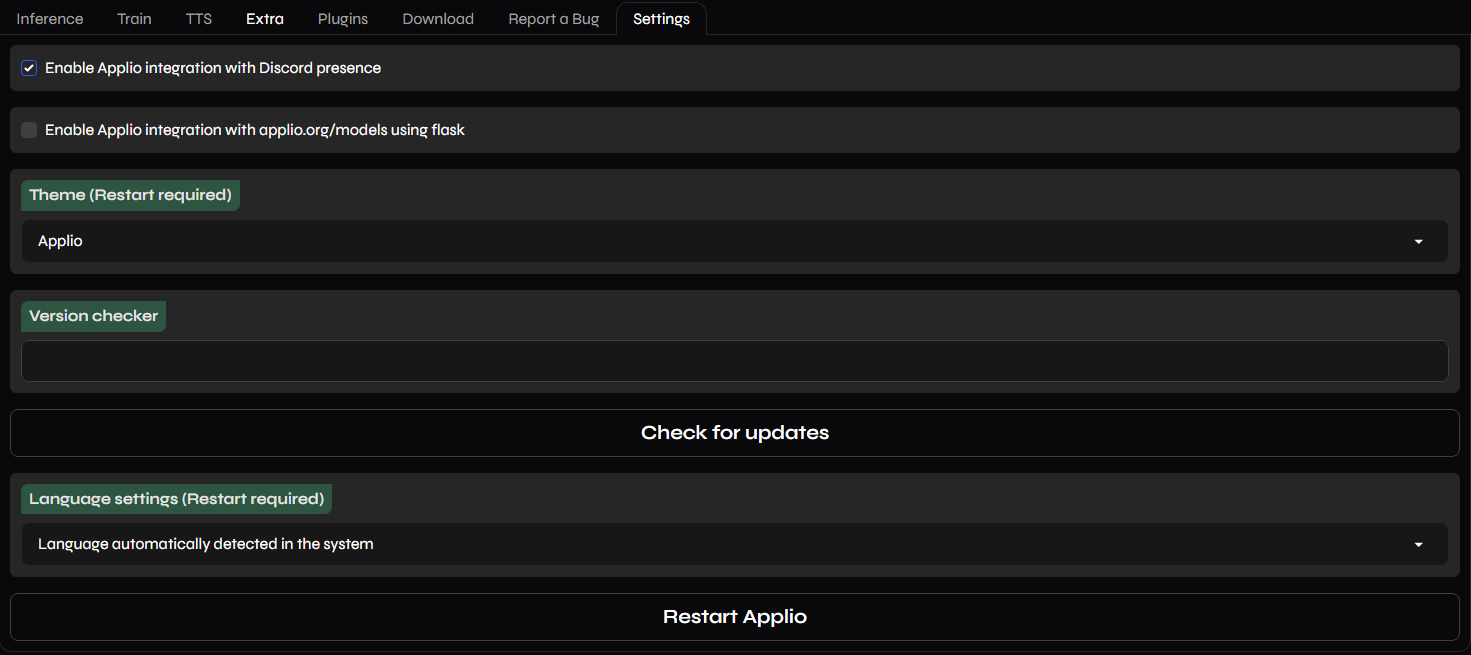 Inference Train TTS Extra Plugins Download Report a Bug Settings
Enable Applio integration with Discord presence
Enable Applio integration with applio.org/models using flask
Theme (Restart required)
Applio
Version checker
Check for updates
Language settings (Restart required)
Language automatically detected in the system
Restart Applio